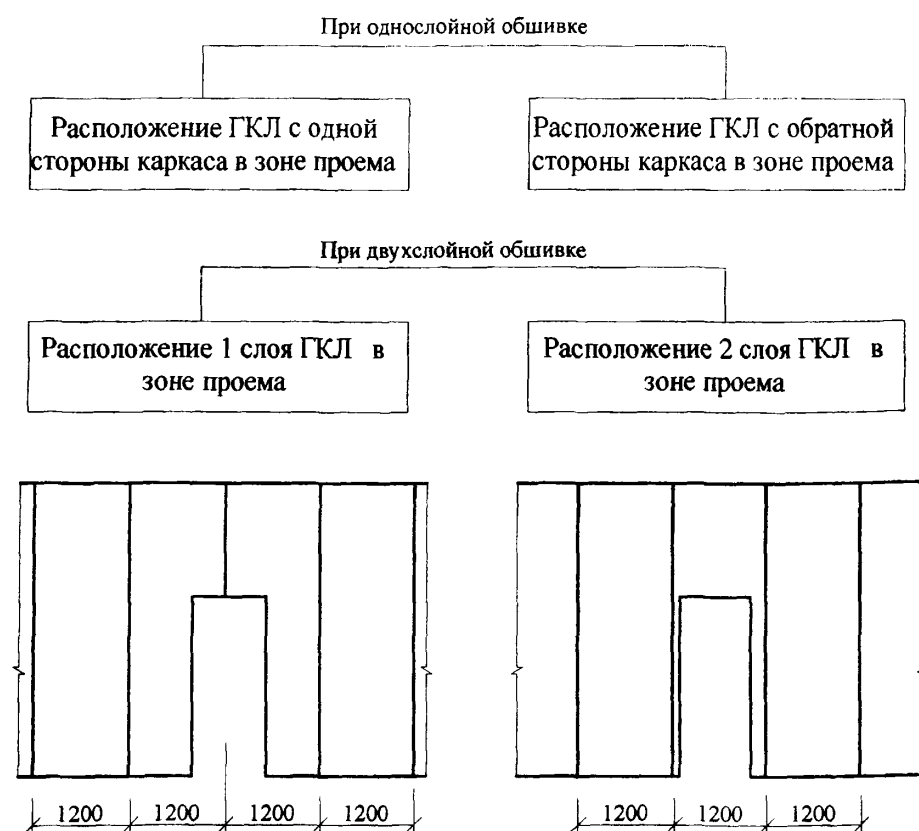 При однослойной обшивке
Расположение ГКЛ с одной
стороны каркаса в зоне проема
Расположение ГКЛ с обратной
стороны каркаса в зоне проема
При двухслойной обшивке
Расположение 1 слоя ГКЛ в
зоне проема
Расположение 2 слоя ГКЛ в
зоне проема
1200 1200 1200 1200
1200 1200 1200